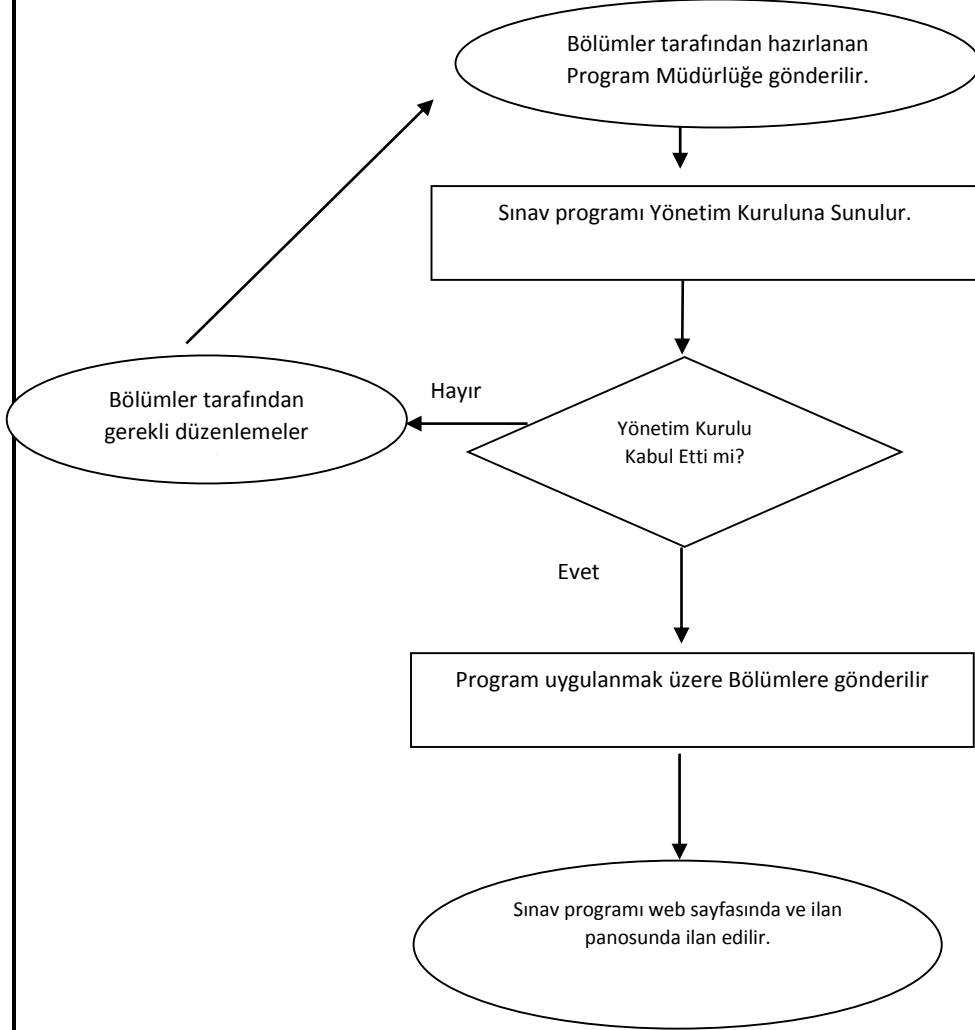 Bölümler tarafından hazırlanan
Program Müdürlüğe gönderilir.
Sınav programı Yönetim Kuruluna Sunulur.
Hayır
Bölümler tarafından
gerekli düzenlemeler
Yönetim Kurulu
Kabul Etti mi?
Evet
Program uygulanmak üzere Bölümlere gönderilir
Sınav programı web sayfasında ve ilan
panosunda ilan edilir.